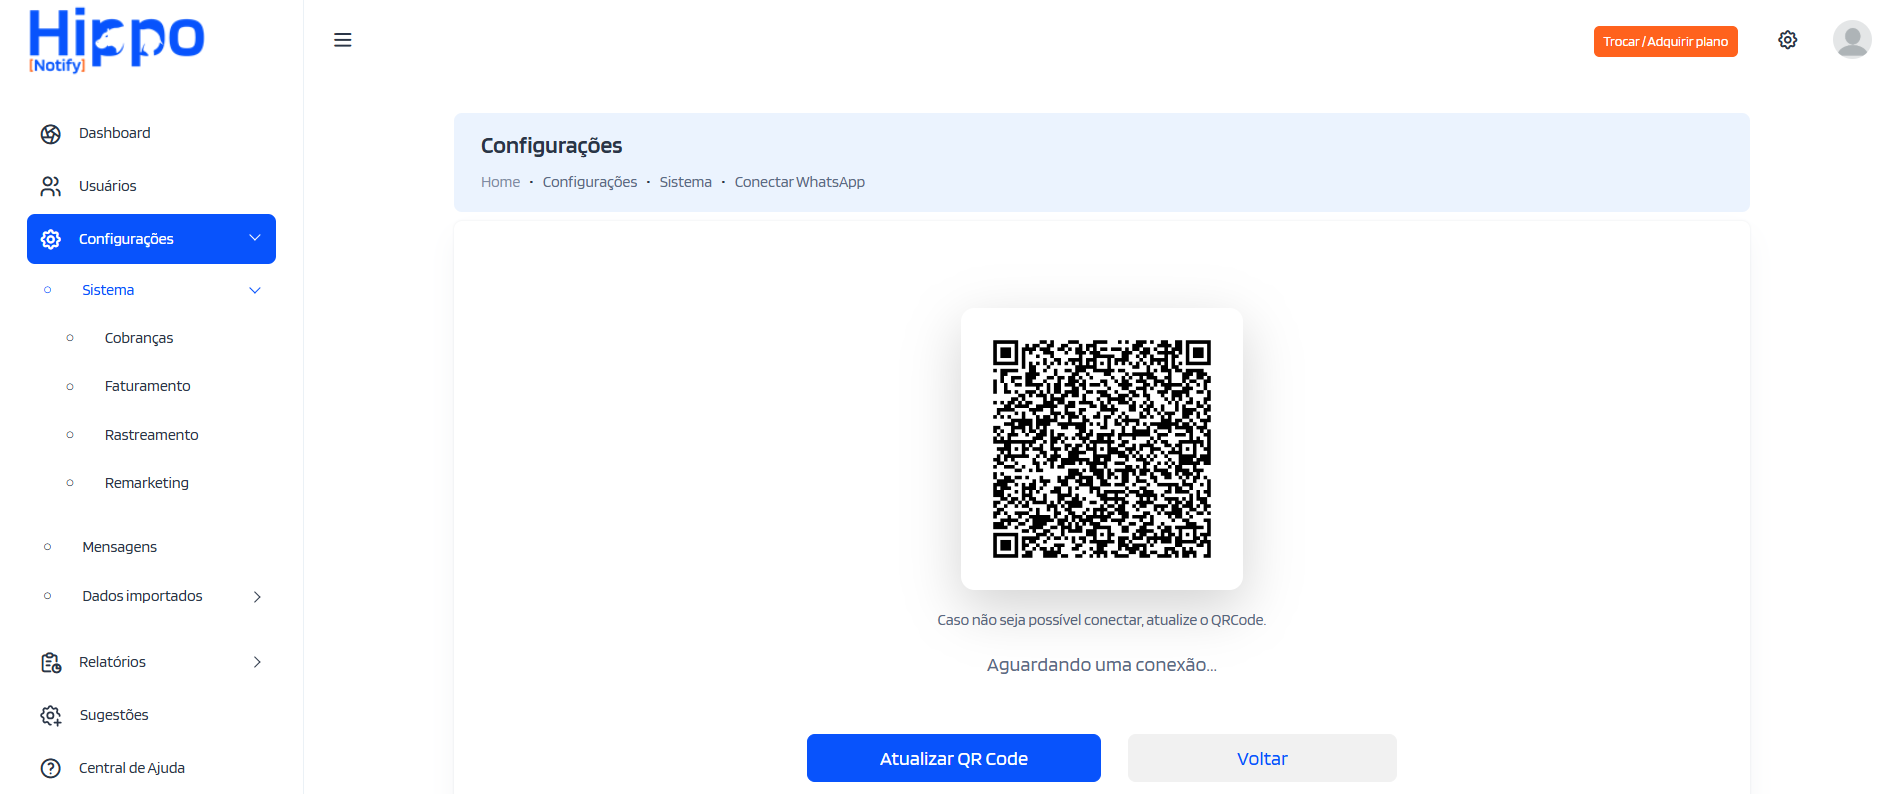 Hippo
[Notify]
Trocar / Adquirir plano
Dashboard
Usuários
Configurações
Sistema
Cobranças
Faturamento
Rastreamento
Remarketing
Mensagens
Dados importados
Relatórios
Sugestões
Central de Ajuda
Configurações
Home • Configurações • Sistema • Conectar WhatsApp
Caso não seja possível conectar, atualize o QRCode.
Aguardando uma conexão...
Atualizar QR Code
Voltar